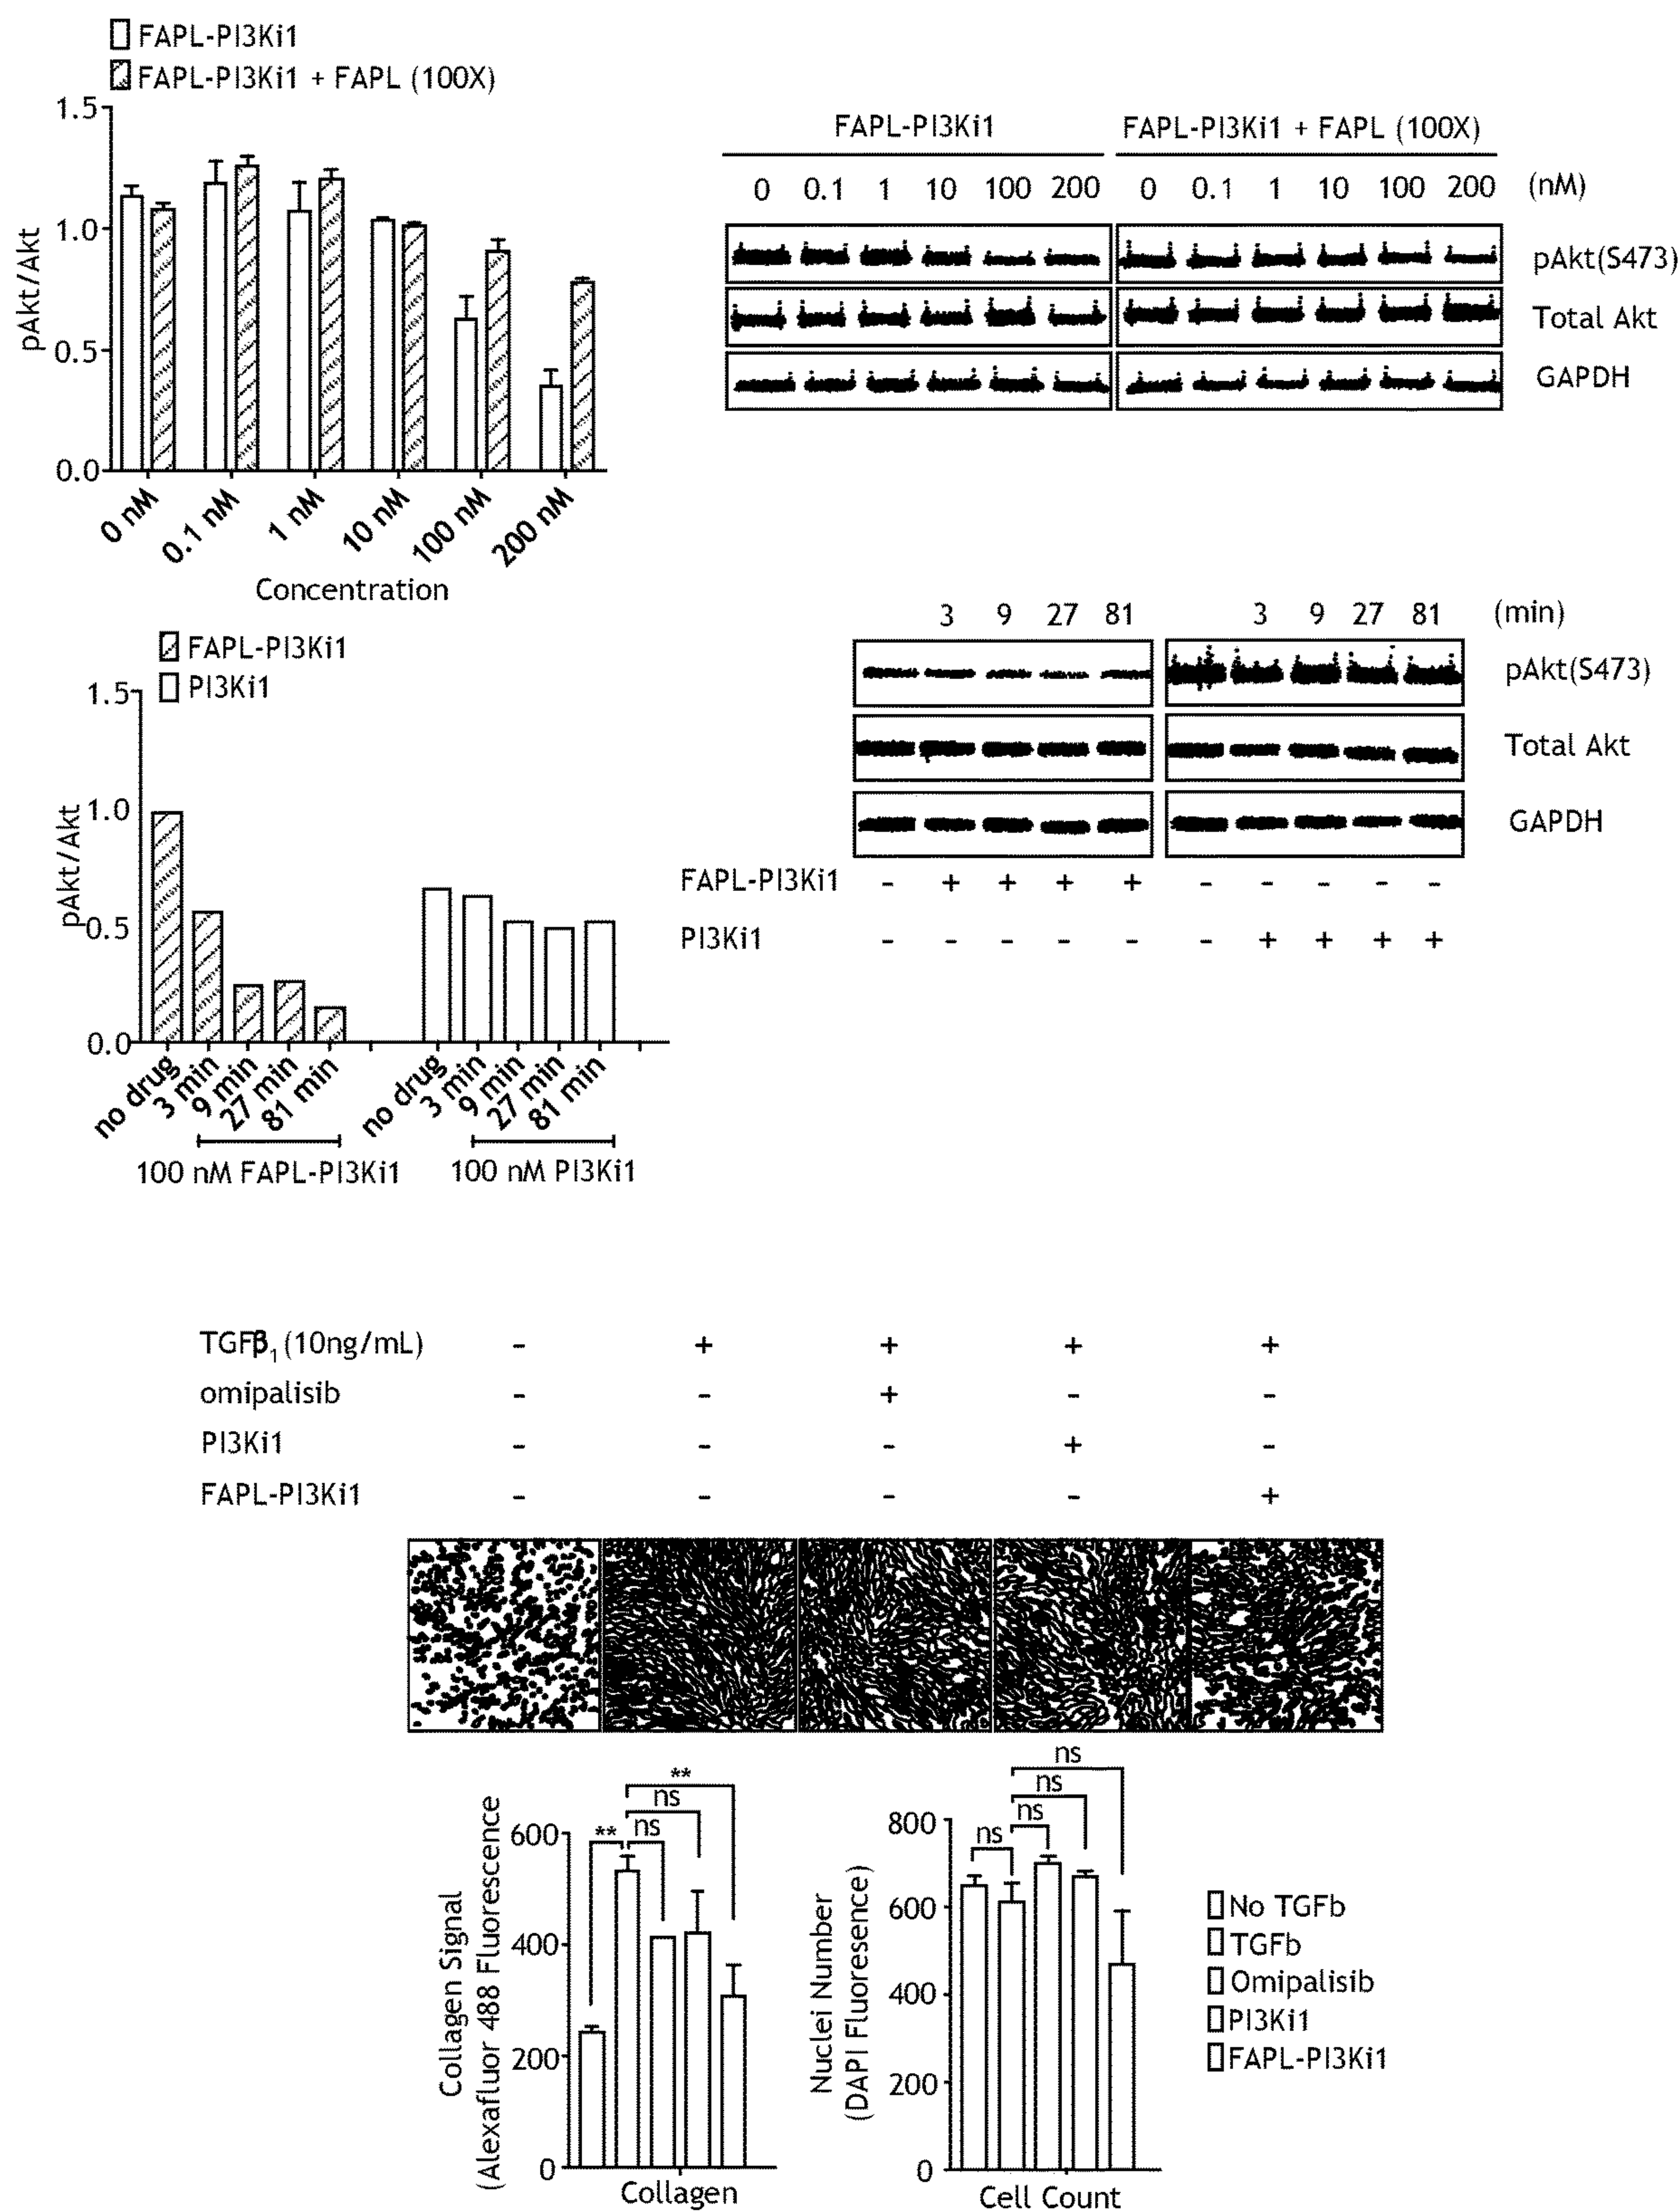 FAPL-PI3Ki1
FAPL-PI3Ki1 + FAPL (100X)
1.5
1.0
0.5
0.0
pAkt/Akt
0 nM
0.1 nM
1 nM
10 nM
100 nM
200 nM
Concentration
FAPL-PI3Ki1
FAPL-PI3Ki1 + FAPL (100X)
0 0.1 1 10 100 200 0 0.1 1 10 100 200 (nM)
pAkt(S473)
Total Akt
GAPDH
FAPL-PI3Ki1
PI3Ki1
1.5
1.0
0.5
0.0
pAkt/Akt
no drug
3 min
9 min
27 min
81 min
no drug
3 min
9 min
27 min
81 min
100 nM FAPL-PI3Ki1
100 nM PI3Ki1
3 9 27 81 3 9 27 81 (min)
pAkt(S473)
Total Akt
GAPDH
FAPL-PI3Ki1 - + + + + - - - - -
PI3Ki1 - - - - - - + + + +
TGFβ1 (10ng/mL) - + + + +
omipalisib - - + - -
PI3Ki1 - - - + -
FAPL-PI3Ki1 - - - - +
**
ns
ns
**
600
400
200
0
Collagen Signal
(Alexafluor 488 Fluorescence
Collagen
ns
ns
ns
ns
800
600
400
200
0
Nuclei Number
(DAPI Fluoresence)
Cell Count
No TGFb
TGFb
Omipalisib
PI3Ki1
FAPL-PI3Ki1